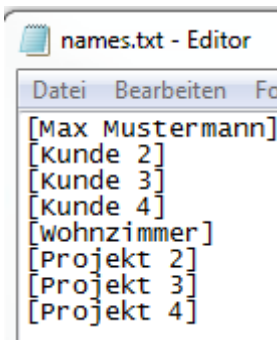 names.txt - Editor
Datei Bearbeiten
[Max Mustermann]
[Kunde 2]
[Kunde 3]
[Kunde 4]
[Wohnzimmer]
[Projekt 2]
[Projekt 3]
[Projekt 4]